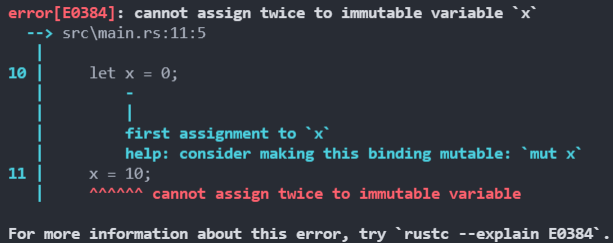 error[E0384]: cannot assign twice to immutable variable `x`
  --> src\main.rs:11:5
   |
10 |     let x = 0;
   |         -
   |         |
   |         first assignment to `x`
   |         help: consider making this binding mutable: `mut x`
11 |     x = 10;
   |     ^^^^^^ cannot assign twice to immutable variable

For more information about this error, try `rustc --explain E0384`.